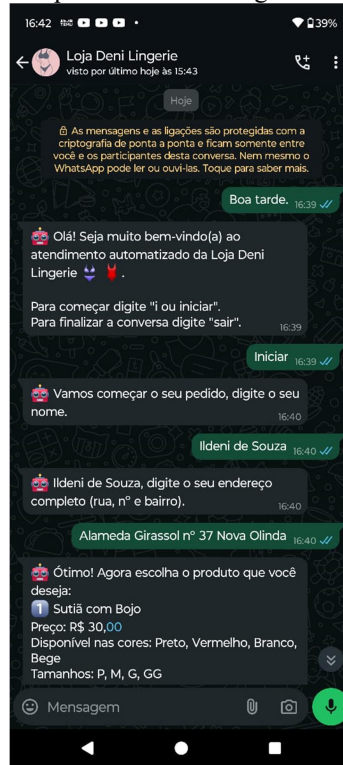 16:42
39%
Loja Deni Lingerie
visto por último hoje às 15:43
Hoje
As mensagens e as ligações são protegidas com a
criptografia de ponta a ponta e ficam somente entre
você e os participantes desta conversa. Nem mesmo o
WhatsApp pode ler ou ouvi-las. Toque para saber mais.
Boa tarde. 16:39
Olá! Seja muito bem-vindo(a) ao
atendimento automatizado da Loja Deni
Lingerie .
Para começar digite "i ou iniciar".
Para finalizar a conversa digite "sair".
16:39
Iniciar 16:39
Vamos começar o seu pedido, digite o seu
nome.
16:40
Ildeni de Souza 16:40
Ildeni de Souza, digite o seu endereço
completo (rua, nº e bairro).
16:40
Alameda Girassol nº 37 Nova Olinda 16:40
Ótimo! Agora escolha o produto que você
deseja:
1 Sutiã com Bojo
Preço: R$ 30,00
Disponível nas cores: Preto, Vermelho, Branco,
Bege
Tamanhos: P, M, G, GG
Mensagem